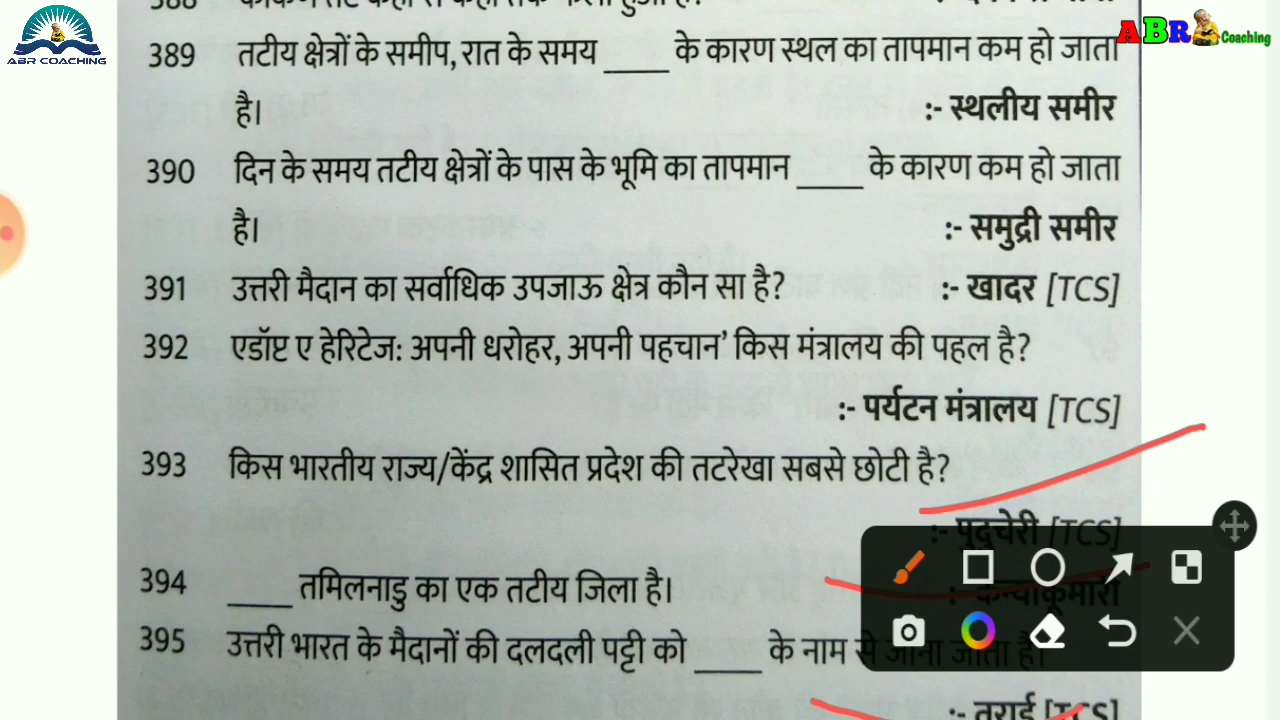 ABR COACHING
ABR Coaching
389 तटीय क्षेत्रों के समीप, रात के समय ____ के कारण स्थल का तापमान कम हो जाता
है। :- स्थलीय समीर
390 दिन के समय तटीय क्षेत्रों के पास के भूमि का तापमान ____ के कारण कम हो जाता
है। :- समुद्री समीर
391 उत्तरी मैदान का सर्वाधिक उपजाऊ क्षेत्र कौन सा है? :- खादर [TCS]
392 एडॉप्ट ए हेरिटेज: अपनी धरोहर, अपनी पहचान’ किस मंत्रालय की पहल है?
:- पर्यटन मंत्रालय [TCS]
393 किस भारतीय राज्य/केंद्र शासित प्रदेश की तटरेखा सबसे छोटी है?
:- पुदुचेरी [TCS]
394 ____ तमिलनाडु का एक तटीय जिला है। :- कन्याकूमारी
395 उत्तरी भारत के मैदानों की दलदली पट्टी को ____ के नाम से जाना जाता है।
:- तराई [TCS]